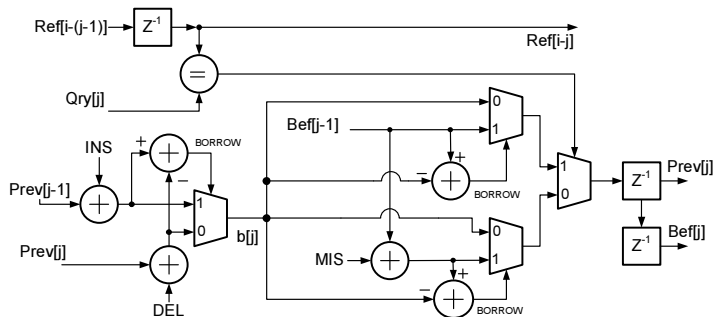 Ref[i-(j-1)]
Z-1
Ref[i-j]
=
Qry[j]
INS
+
BORROW
−
Prev[j-1]
+
+
1
0
b[j]
Prev[j]
+
DEL
Bef[j-1]
0
1
+
−
+
BORROW
1
0
Z-1
Prev[j]
Z-1
Bef[j]
0
1
MIS
+
+
−
+
BORROW